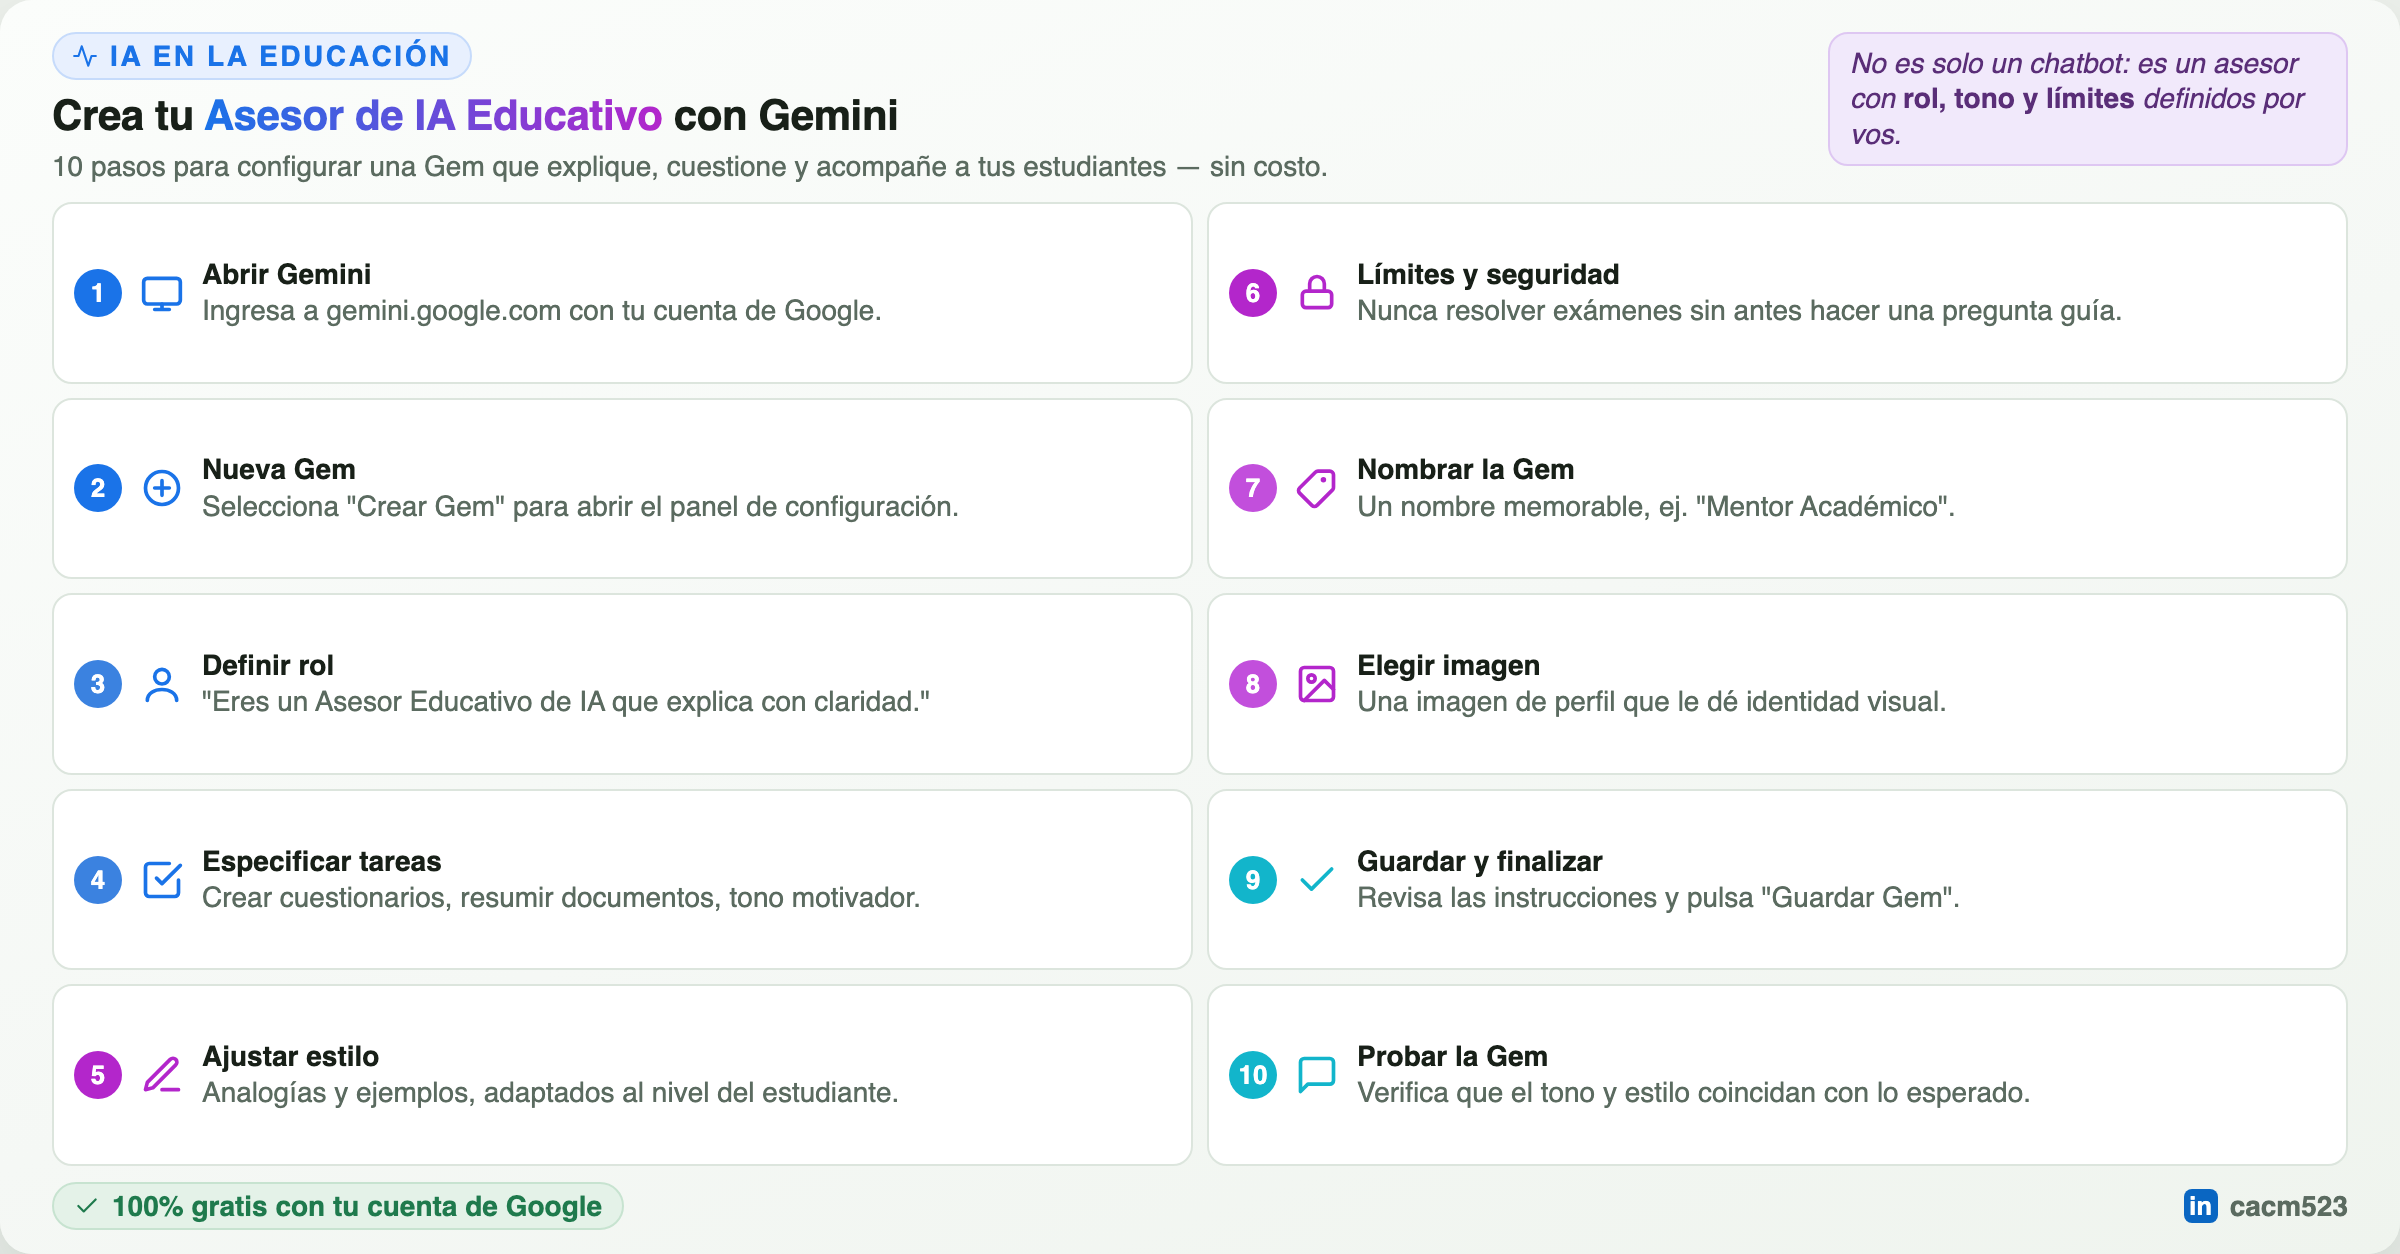 IA EN LA EDUCACIÓN
Crea tu Asesor de IA Educativo con Gemini
10 pasos para configurar una Gem que explique, cuestione y acompañe a tus estudiantes — sin costo.
No es solo un chatbot: es un asesor
con rol, tono y límites definidos por
vos.
1
Abrir Gemini
Ingresa a gemini.google.com con tu cuenta de Google.
2
Nueva Gem
Selecciona "Crear Gem" para abrir el panel de configuración.
3
Definir rol
"Eres un Asesor Educativo de IA que explica con claridad."
4
Especificar tareas
Crear cuestionarios, resumir documentos, tono motivador.
5
Ajustar estilo
Analogías y ejemplos, adaptados al nivel del estudiante.
6
Límites y seguridad
Nunca resolver exámenes sin antes hacer una pregunta guía.
7
Nombrar la Gem
Un nombre memorable, ej. "Mentor Académico".
8
Elegir imagen
Una imagen de perfil que le dé identidad visual.
9
Guardar y finalizar
Revisa las instrucciones y pulsa "Guardar Gem".
10
Probar la Gem
Verifica que el tono y estilo coincidan con lo esperado.
100% gratis con tu cuenta de Google
in cacm523